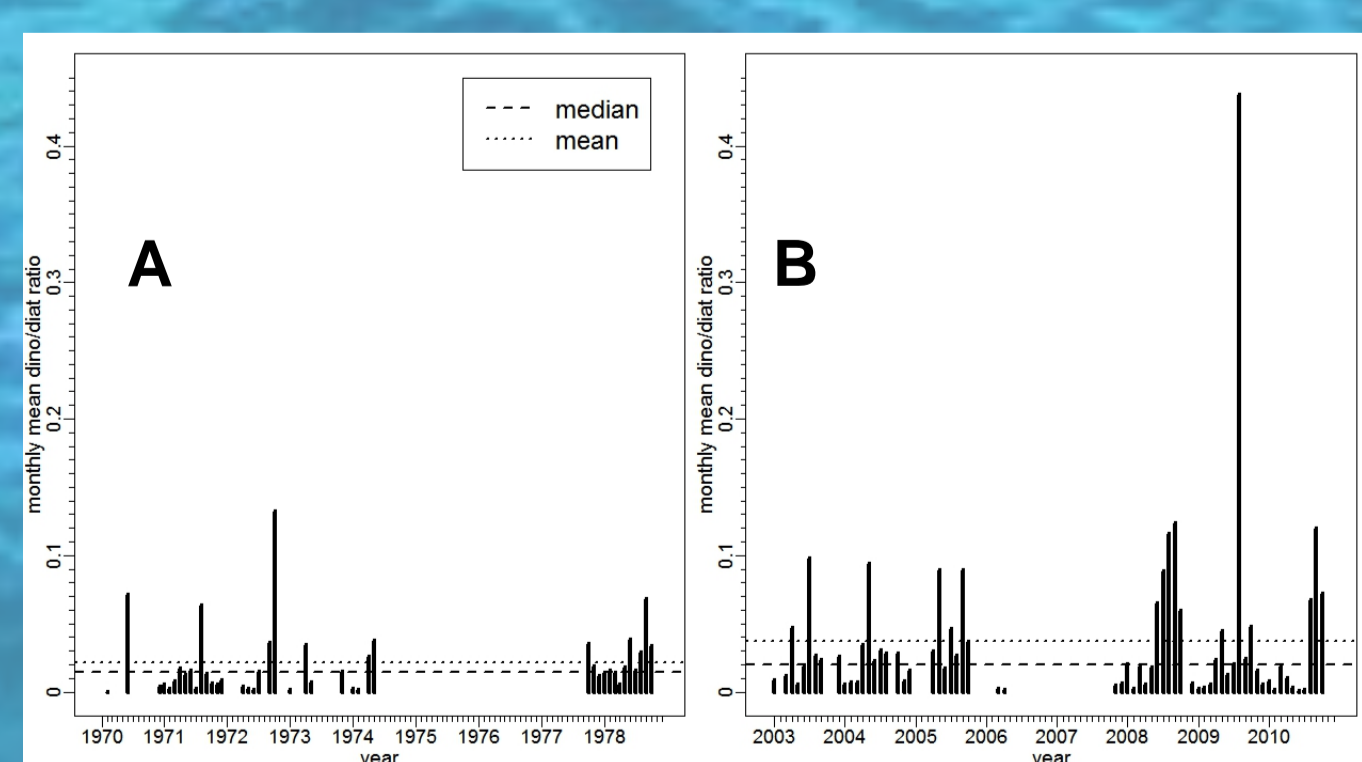 median
mean
A
B
monthly mean dino/diat ratio
0.4
0.3
0.2
0.1
0
1970 1971 1972 1973 1974 1975 1976 1977 1978
year
monthly mean dino/diat ratio
0.4
0.3
0.2
0.1
0
2003 2004 2005 2006 2007 2008 2009 2010
year